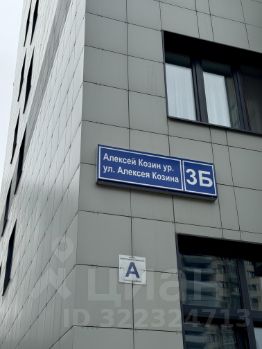 Алексей Козин ур.
ул. Алексея Козина
3Б
А
циан
ID 322324713